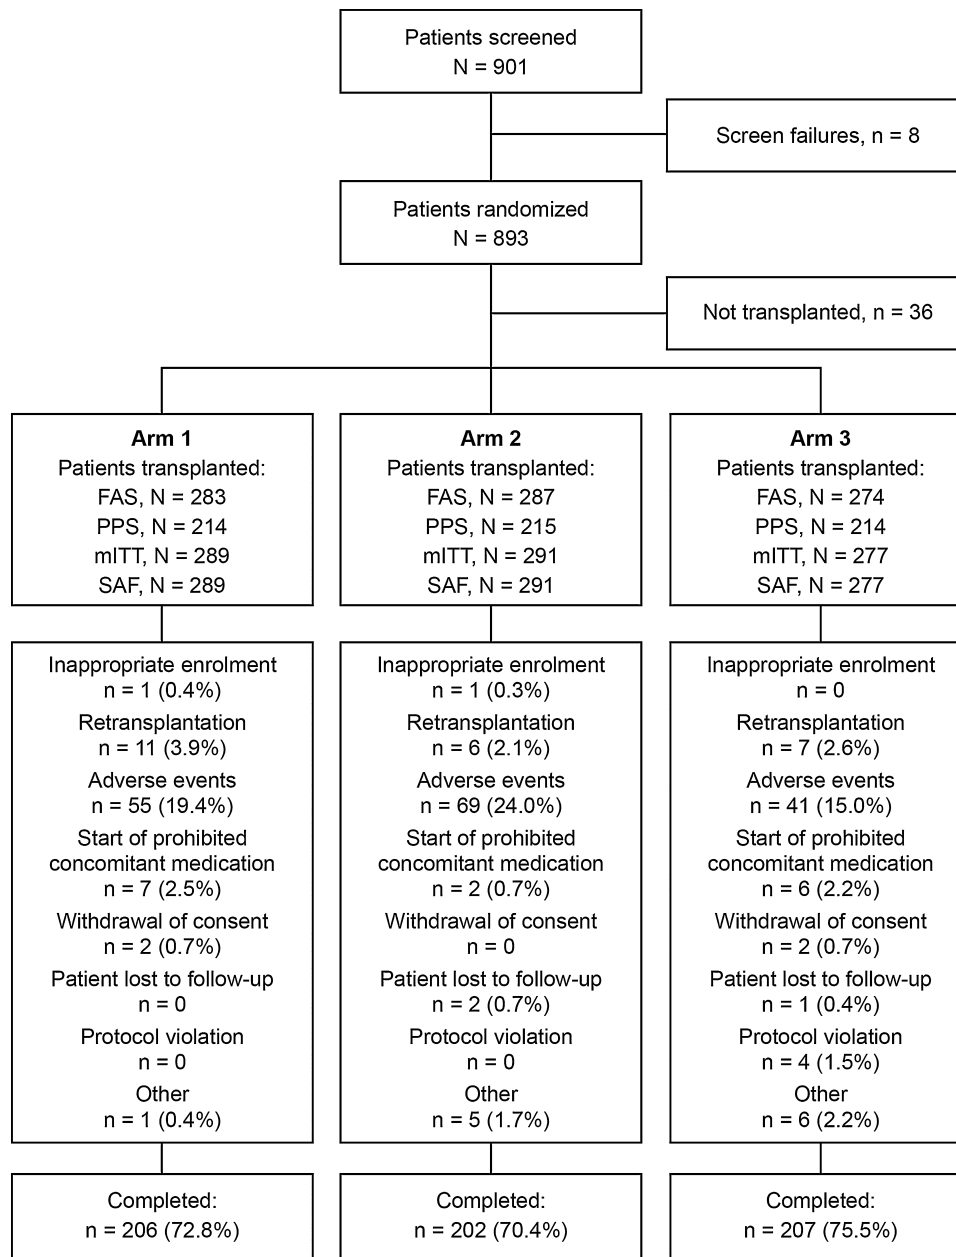 Patients screened
N = 901
Screen failures, n = 8
Patients randomized
N = 893
Not transplanted, n = 36
Arm 1
Patients transplanted:
FAS, N = 283
PPS, N = 214
mITT, N = 289
SAF, N = 289
Arm 2
Patients transplanted:
FAS, N = 287
PPS, N = 215
mITT, N = 291
SAF, N = 291
Arm 3
Patients transplanted:
FAS, N = 274
PPS, N = 214
mITT, N = 277
SAF, N = 277
Inappropriate enrolment
n = 1 (0.4%)
Retransplantation
n = 11 (3.9%)
Adverse events
n = 55 (19.4%)
Start of prohibited
concomitant medication
n = 7 (2.5%)
Withdrawal of consent
n = 2 (0.7%)
Patient lost to follow-up
n = 0
Protocol violation
n = 0
Other
n = 1 (0.4%)
Inappropriate enrolment
n = 1 (0.3%)
Retransplantation
n = 6 (2.1%)
Adverse events
n = 69 (24.0%)
Start of prohibited
concomitant medication
n = 2 (0.7%)
Withdrawal of consent
n = 0
Patient lost to follow-up
n = 2 (0.7%)
Protocol violation
n = 0
Other
n = 5 (1.7%)
Inappropriate enrolment
n = 0
Retransplantation
n = 7 (2.6%)
Adverse events
n = 41 (15.0%)
Start of prohibited
concomitant medication
n = 6 (2.2%)
Withdrawal of consent
n = 2 (0.7%)
Patient lost to follow-up
n = 1 (0.4%)
Protocol violation
n = 4 (1.5%)
Other
n = 6 (2.2%)
Completed:
n = 206 (72.8%)
Completed:
n = 202 (70.4%)
Completed:
n = 207 (75.5%)